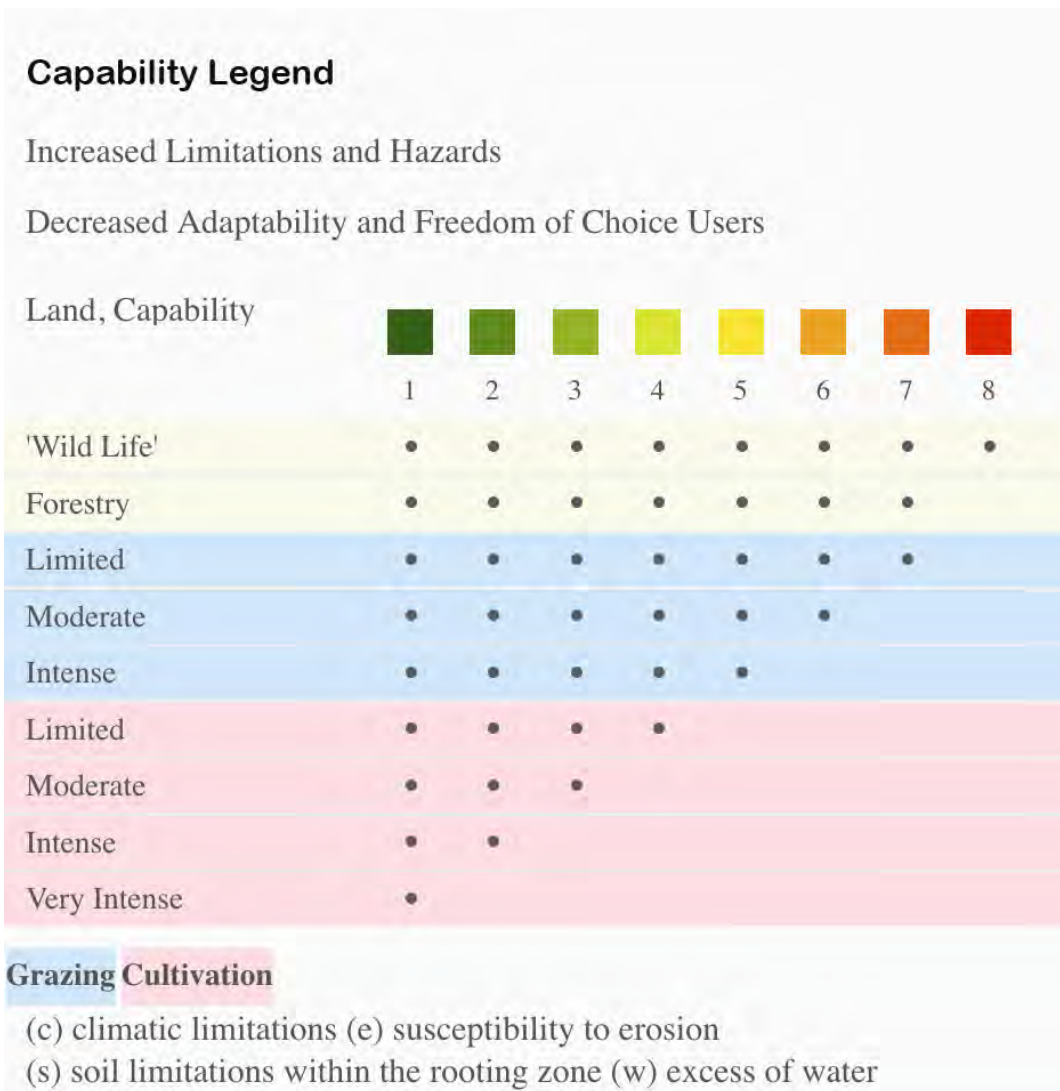 Capability Legend
Increased Limitations and Hazards
Decreased Adaptability and Freedom of Choice Users
Land, Capability
1 2 3 4 5 6 7 8
'Wild Life' • • • • • • • •
Forestry • • • • • • •
Limited • • • • • • •
Moderate • • • • • •
Intense • • • • •
Limited • • • •
Moderate • • •
Intense • •
Very Intense •
Grazing Cultivation
(c) climatic limitations (e) susceptibility to erosion
(s) soil limitations within the rooting zone (w) excess of water